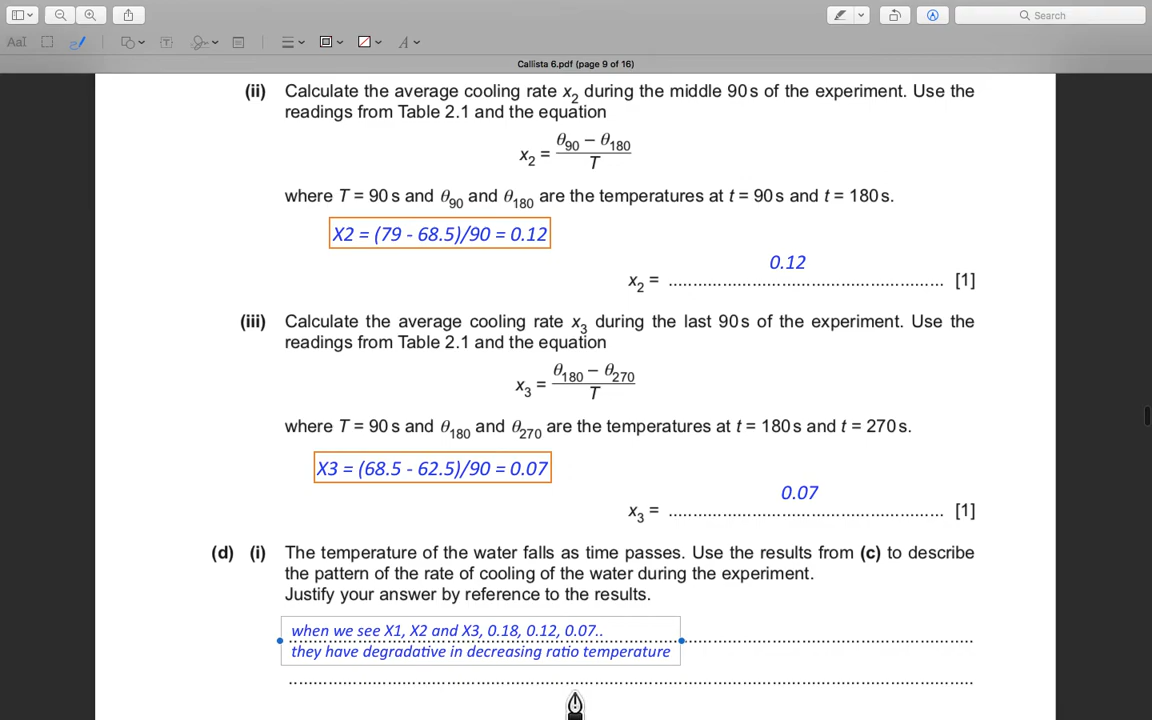 Search
AaI
T
A
Callista 6.pdf (page 9 of 16)
(ii) Calculate the average cooling rate x2 during the middle 90 s of the experiment. Use the
readings from Table 2.1 and the equation
x2 = θ90 – θ180
T
where T = 90 s and θ90 and θ180 are the temperatures at t = 90 s and t = 180 s.
X2 = (79 - 68.5)/90 = 0.12
0.12
x2 = ...................................................... [1]
(iii) Calculate the average cooling rate x3 during the last 90 s of the experiment. Use the
readings from Table 2.1 and the equation
x3 = θ180 – θ270
T
where T = 90 s and θ180 and θ270 are the temperatures at t = 180 s and t = 270 s.
X3 = (68.5 - 62.5)/90 = 0.07
0.07
x3 = ...................................................... [1]
(d) (i) The temperature of the water falls as time passes. Use the results from (c) to describe
the pattern of the rate of cooling of the water during the experiment.
Justify your answer by reference to the results.
when we see X1, X2 and X3, 0.18, 0.12, 0.07..
they have degradative in decreasing ratio temperature